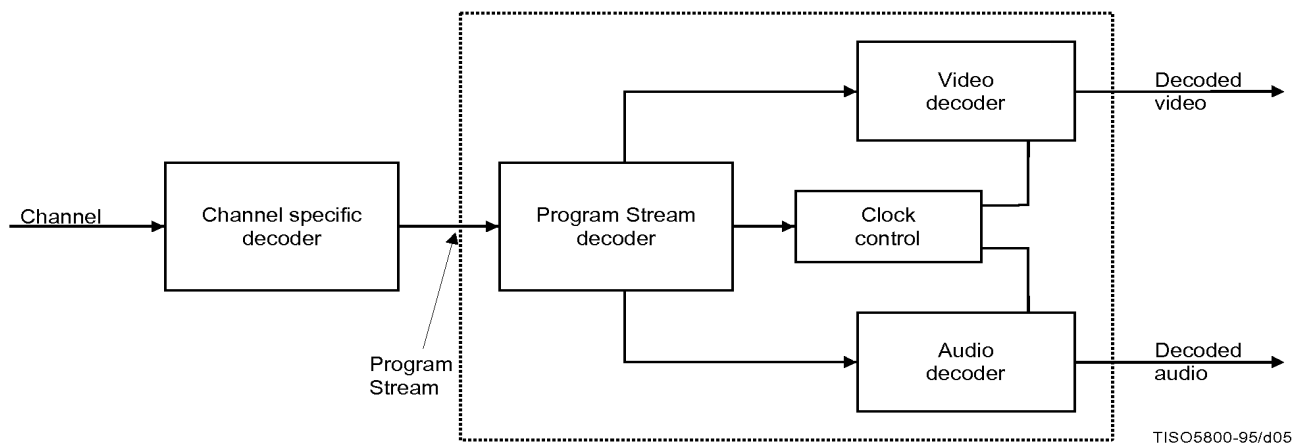 Channel
Channel specific
decoder
Program
Stream
Program Stream
decoder
Clock
control
Video
decoder
Audio
decoder
Decoded
video
Decoded
audio
TISO5800-95/d05